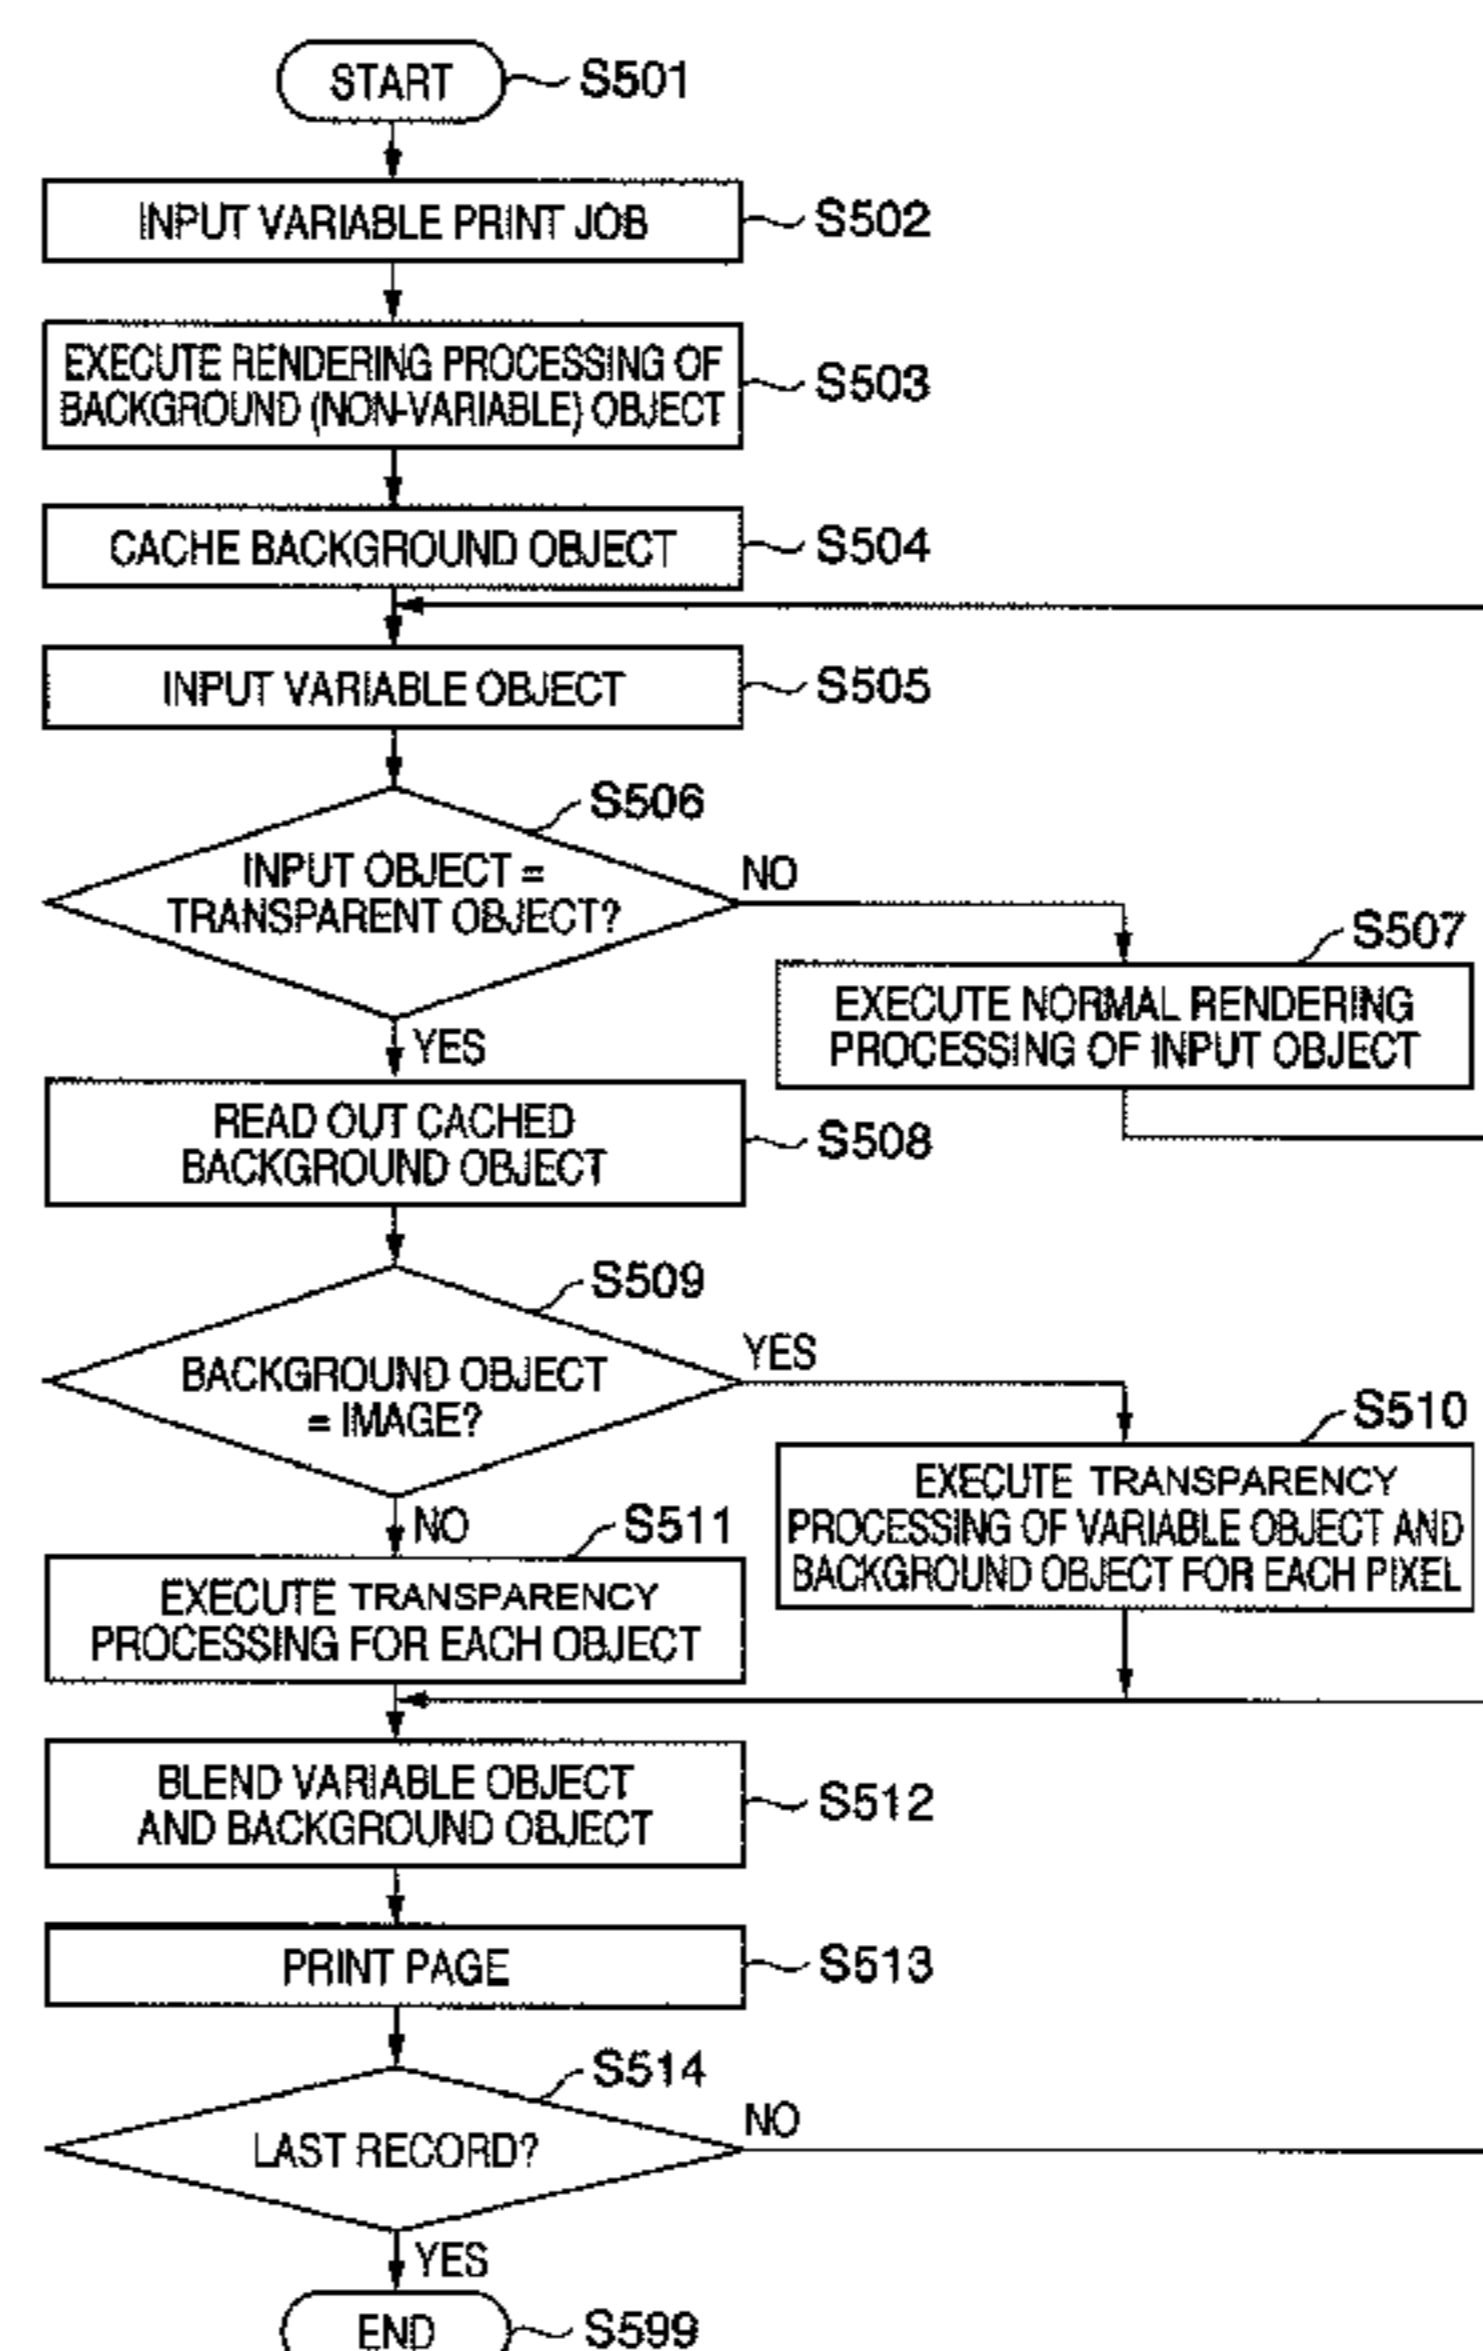 START
S501
INPUT VARIABLE PRINT JOB
S502
EXECUTE RENDERING PROCESSING OF
BACKGROUND (NON-VARIABLE) OBJECT
S503
CACHE BACKGROUND OBJECT
S504
INPUT VARIABLE OBJECT
S505
S506
INPUT OBJECT =
TRANSPARENT OBJECT?
NO
S507
EXECUTE NORMAL RENDERING
PROCESSING OF INPUT OBJECT
YES
READ OUT CACHED
BACKGROUND OBJECT
S508
S509
BACKGROUND OBJECT
= IMAGE?
YES
S510
EXECUTE TRANSPARENCY
PROCESSING OF VARIABLE OBJECT AND
BACKGROUND OBJECT FOR EACH PIXEL
NO
S511
EXECUTE TRANSPARENCY
PROCESSING FOR EACH OBJECT
BLEND VARIABLE OBJECT
AND BACKGROUND OBJECT
S512
PRINT PAGE
S513
S514
LAST RECORD?
NO
YES
END
S599